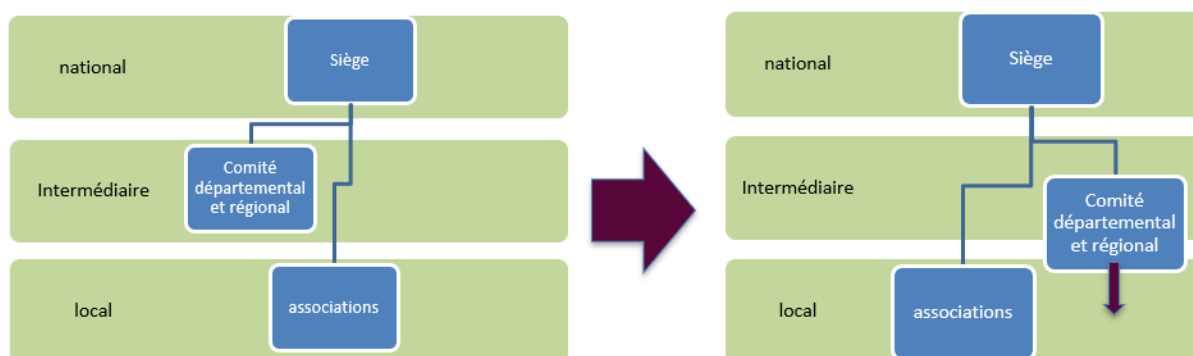 national
Siège
Intermédiaire
Comité
départemental
et régional
local
associations
national
Siège
Intermédiaire
Comité
départemental
et régional
local
associations